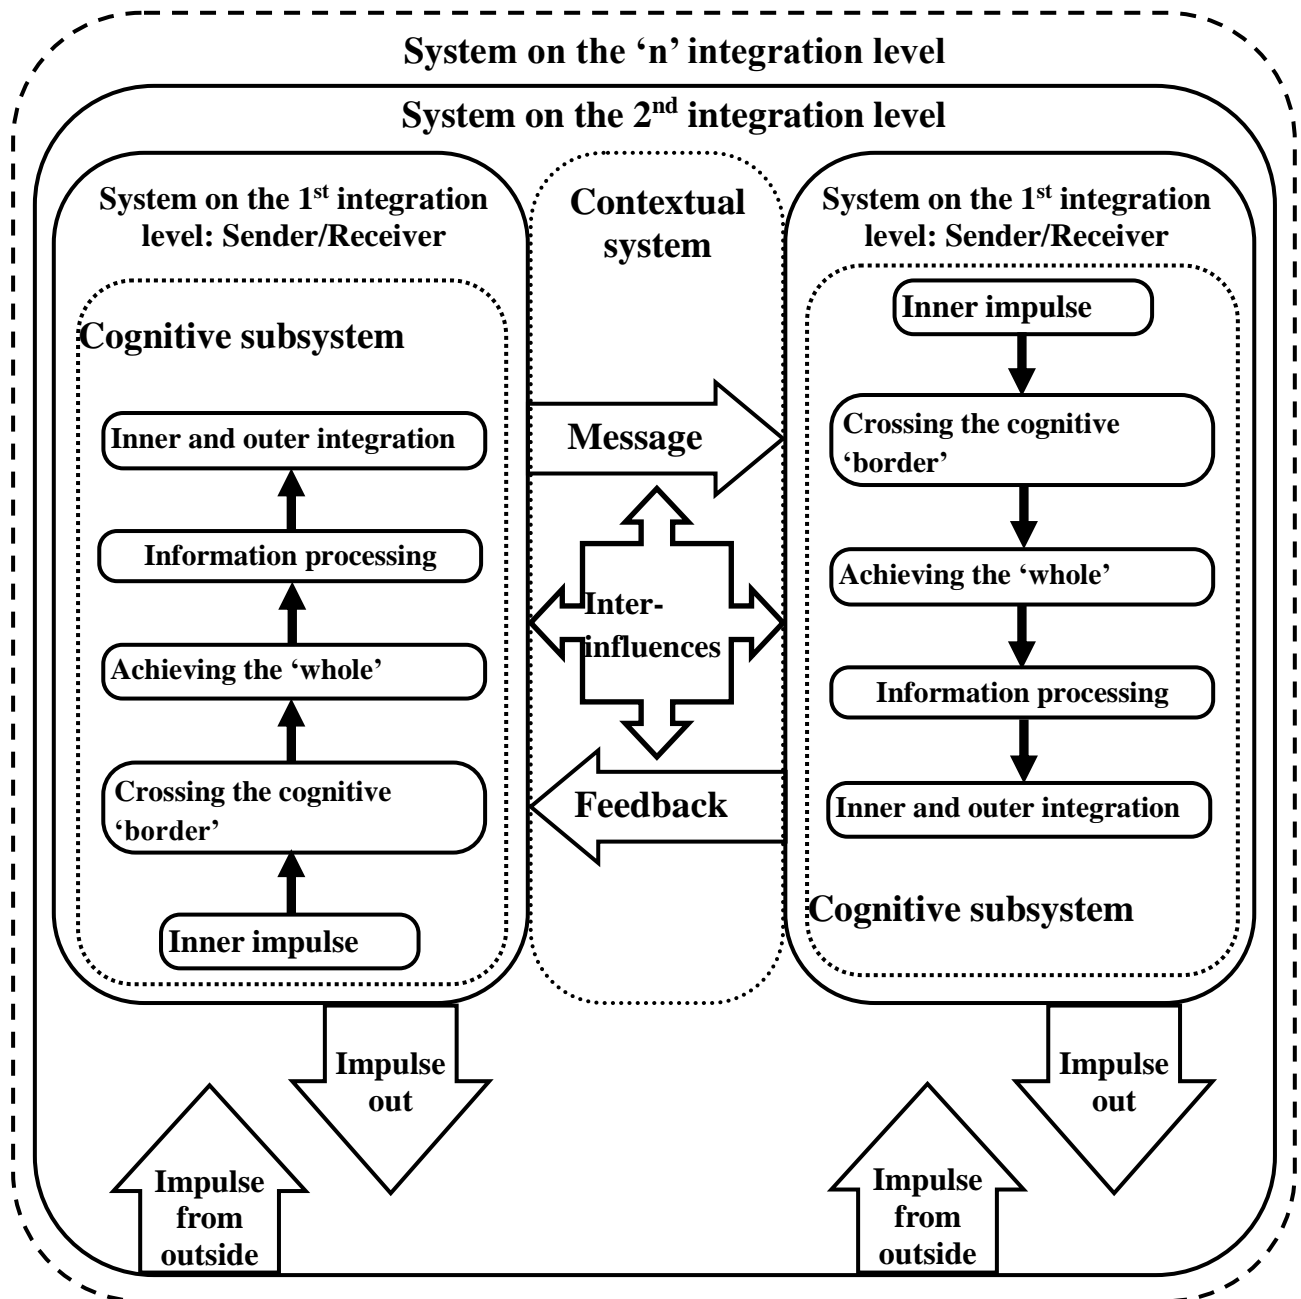 System on the ‘n’ integration level
System on the 2nd integration level
System on the 1st integration
level: Sender/Receiver
Cognitive subsystem
Inner and outer integration
Information processing
Achieving the ‘whole’
Crossing the cognitive
‘border’
Inner impulse
Contextual
system
Message
Inter-
influences
Feedback
System on the 1st integration
level: Sender/Receiver
Inner impulse
Crossing the cognitive
‘border’
Achieving the ‘whole’
Information processing
Inner and outer integration
Cognitive subsystem
Impulse
out
Impulse
from
outside
Impulse
out
Impulse
from
outside